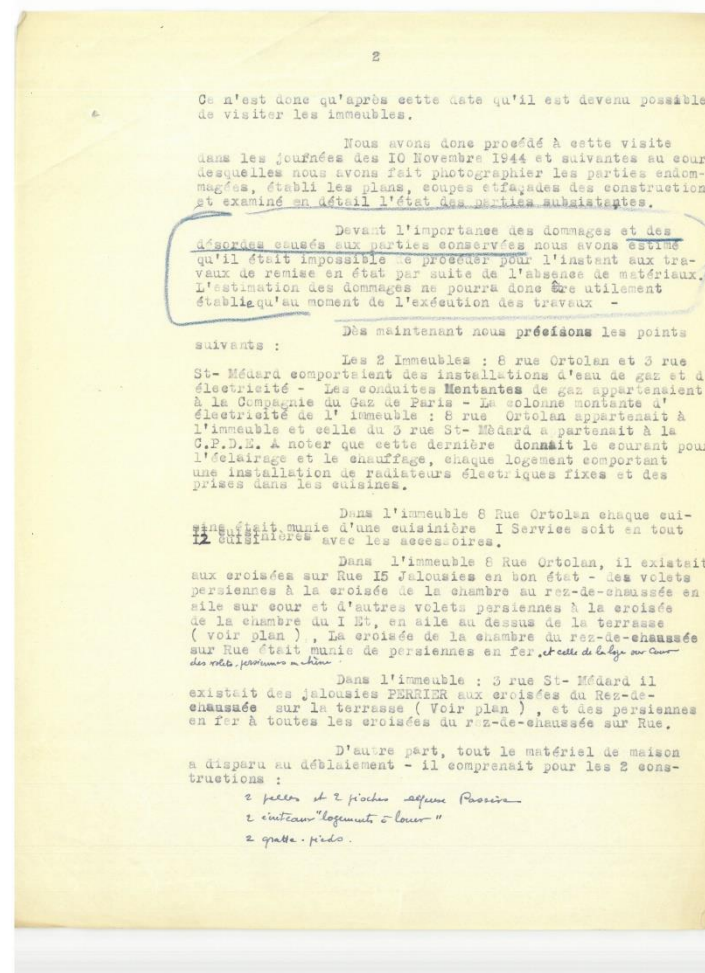 2
Ce n'est donc qu'après cette date qu'il est devenu possible
de visiter les immeubles.
Nous avons donc procédé à cette visite
dans les journées des I0 Novembre 1944 et suivantes au cour
desquelles nous avons fait photographier les parties endom-
magées, établi les plans, coupes etfaçades des construction
et examiné en détail l'état des parties subsistantes.
Devant l'importance des dommages et des
désordes causés aux parties conservées nous avons estimé
qu'il était impossible de procéder pour l'instant aux tra-
vaux de remise en état par suite de l'absence de matériaux.
L'estimation des dommages ne pourra donc être utilement
établie qu'au moment de l'exécution des travaux -
Dès maintenant nous précisons les points
suivants :
Les 2 Immeubles : 8 rue Ortolan et 3 rue
St- Médard comportaient des installations d'eau de gaz et d
électricité - Les conduites Mentantes de gaz appartenaient
à la Compagnie du Gaz de Paris - La colonne montante d'
électricité de l' immeuble : 8 rue Ortolan appartenait à
l'immeuble et celle du 3 rue St- Mèdard a partenait à la
C.P.D.E. A noter que cette dernière donnait le courant pour
l'éclairage et le chauffage, chaque logement comportant
une installation de radiateurs électriques fixes et des
prises dans les cuisines.
Dans l'immeuble 8 Rue Ortolan chaque cui-
sine était munie d'une cuisinière I Service soit en tout
12 cuisinières avec les accessoires.
Dans l'immeuble 8 Rue Ortolan, il existait
aux croisées sur Rue I5 Jalousies en bon état - des volets
persiennes à la croisée de la chambre au rez-de-chaussée en
aile sur cour et d'autres volets persiennes à la croisée
de la chambre du I Et, en aile au dessus de la terrasse
( voir plan ) , La croisée de la chambre du rez-de-chaussée
sur Rue était munie de persiennes en fer, et celle de la loge sur Cour
des volets-persiennes en chêne.
Dans l'immeuble : 3 rue St- Médard il
existait des jalousies PERRIER aux croisées du Rez-de-
chaussée sur la terrasse ( Voir plan ) , et des persiennes
en fer à toutes les croisées du rez-de-chaussée sur Rue.
D'autre part, tout le matériel de maison
a disparu au déblaiement - il comprenait pour les 2 cons-
tructions :
2 pelles et 2 pioches défense Passive
2 écriteaux "logements à louer"
2 gratte-pieds.